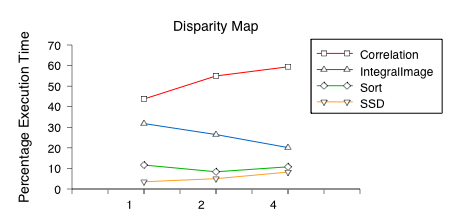 Disparity Map
Percentage Execution Time
70
60
50
40
30
20
10
0
1 2 4
Correlation
IntegralImage
Sort
SSD